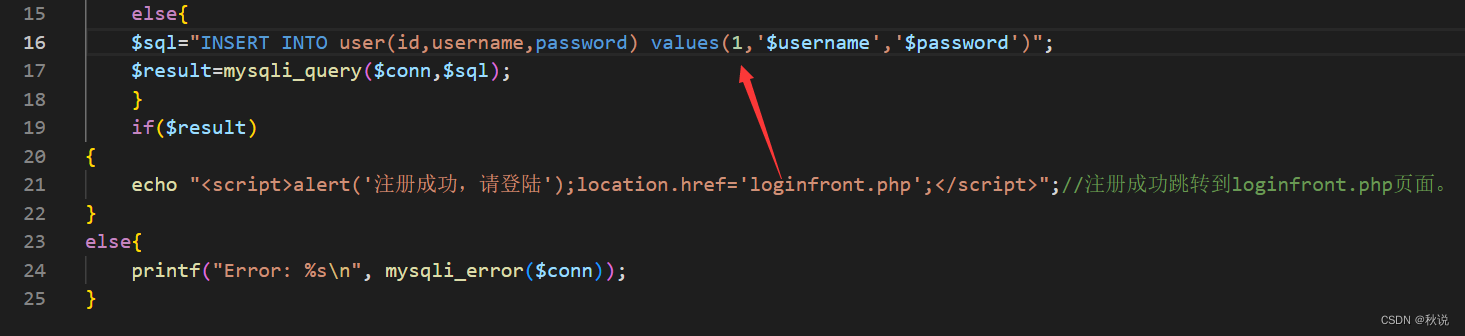 15 else{
16 $sql="INSERT INTO user(id,username,password) values(1,'$username','$password')";
17 $result=mysqli_query($conn,$sql);
18 }
19 if($result)
20 {
21 echo "<script>alert('注册成功，请登陆');location.href='loginfront.php';</script>";//注册成功跳转到loginfront.php页面。
22 }
23 else{
24 printf("Error: %s\n", mysqli_error($conn));
25 }
CSDN @秋说